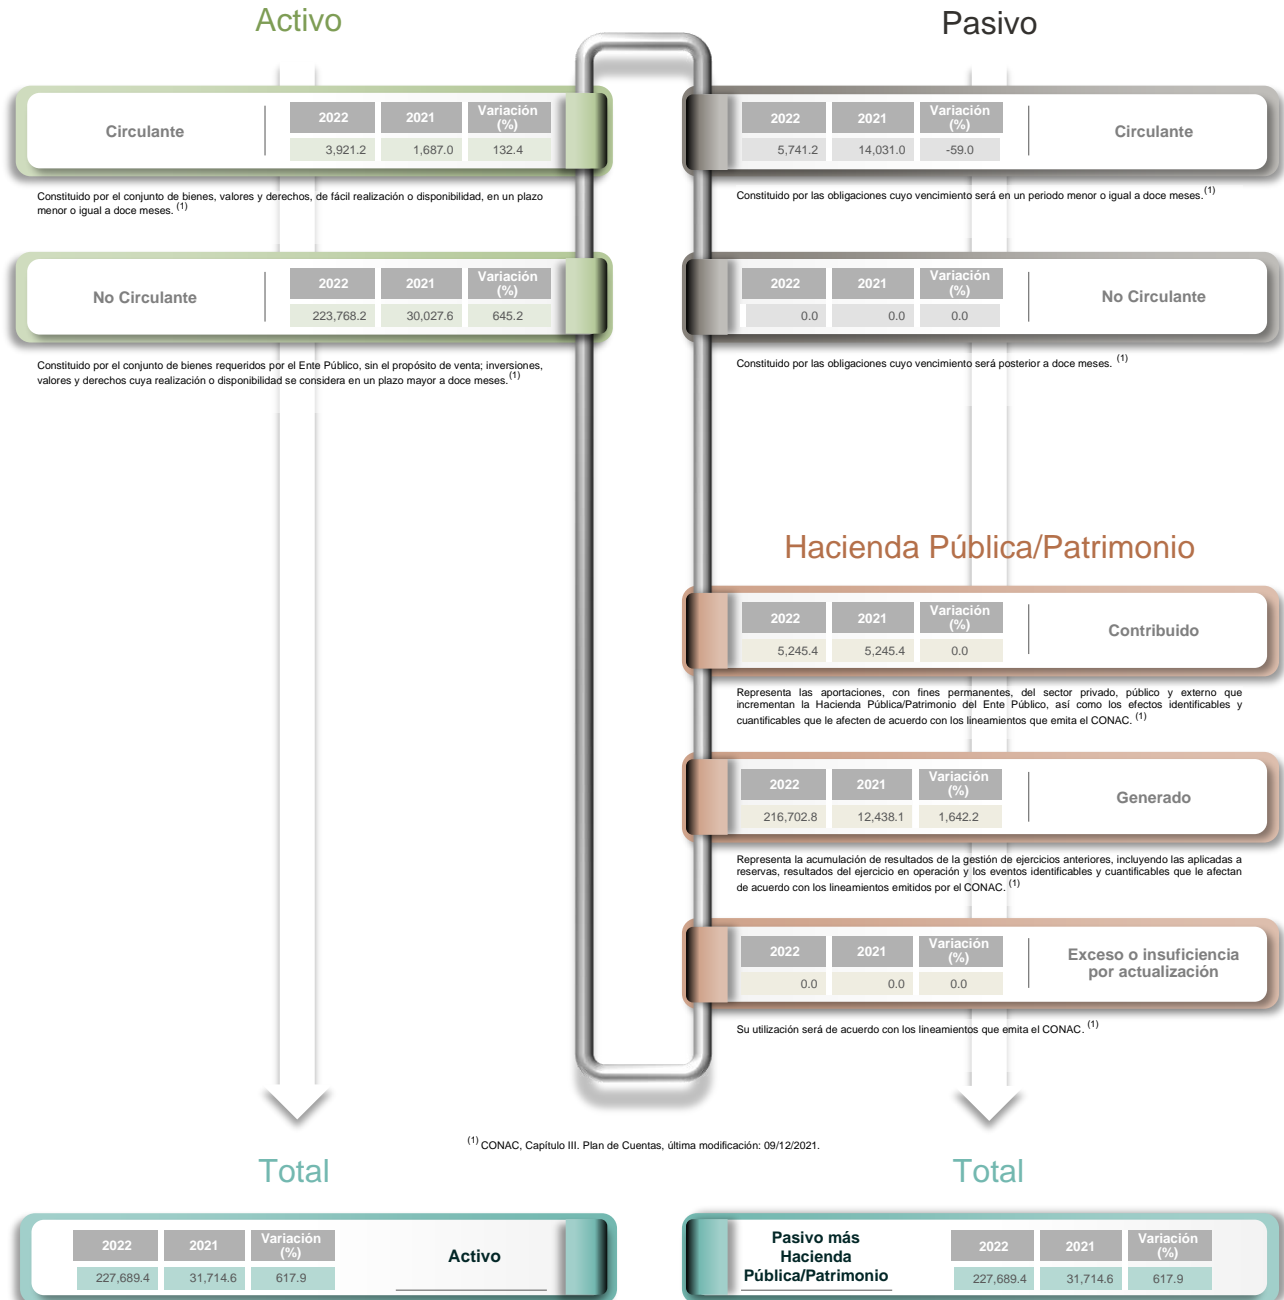 Activo
Circulante
2022 2021 Variación (%)
3,921.2 1,687.0 132.4
Constituido por el conjunto de bienes, valores y derechos, de fácil realización o disponibilidad, en un plazo
menor o igual a doce meses. (1)
No Circulante
2022 2021 Variación (%)
223,768.2 30,027.6 645.2
Constituido por el conjunto de bienes requeridos por el Ente Público, sin el propósito de venta; inversiones,
valores y derechos cuya realización o disponibilidad se considera en un plazo mayor a doce meses. (1)
Pasivo
2022 2021 Variación (%)
5,741.2 14,031.0 -59.0
Circulante
Constituido por las obligaciones cuyo vencimiento será en un periodo menor o igual a doce meses. (1)
2022 2021 Variación (%)
0.0 0.0 0.0
No Circulante
Constituido por las obligaciones cuyo vencimiento será posterior a doce meses. (1)
Hacienda Pública/Patrimonio
2022 2021 Variación (%)
5,245.4 5,245.4 0.0
Contribuido
Representa las aportaciones, con fines permanentes, del sector privado, público y externo que
incrementan la Hacienda Pública/Patrimonio del Ente Público, así como los efectos identificables y
cuantificables que le afecten de acuerdo con los lineamientos que emita el CONAC. (1)
2022 2021 Variación (%)
216,702.8 12,438.1 1,642.2
Generado
Representa la acumulación de resultados de la gestión de ejercicios anteriores, incluyendo las aplicadas a
reservas, resultados del ejercicio en operación y los eventos identificables y cuantificables que le afectan
de acuerdo con los lineamientos emitidos por el CONAC. (1)
2022 2021 Variación (%)
0.0 0.0 0.0
Exceso o insuficiencia
por actualización
Su utilización será de acuerdo con los lineamientos que emita el CONAC. (1)
(1) CONAC, Capítulo III. Plan de Cuentas, última modificación: 09/12/2021.
Total
2022 2021 Variación (%)
227,689.4 31,714.6 617.9
Activo
Total
Pasivo más
Hacienda
Pública/Patrimonio
2022 2021 Variación (%)
227,689.4 31,714.6 617.9